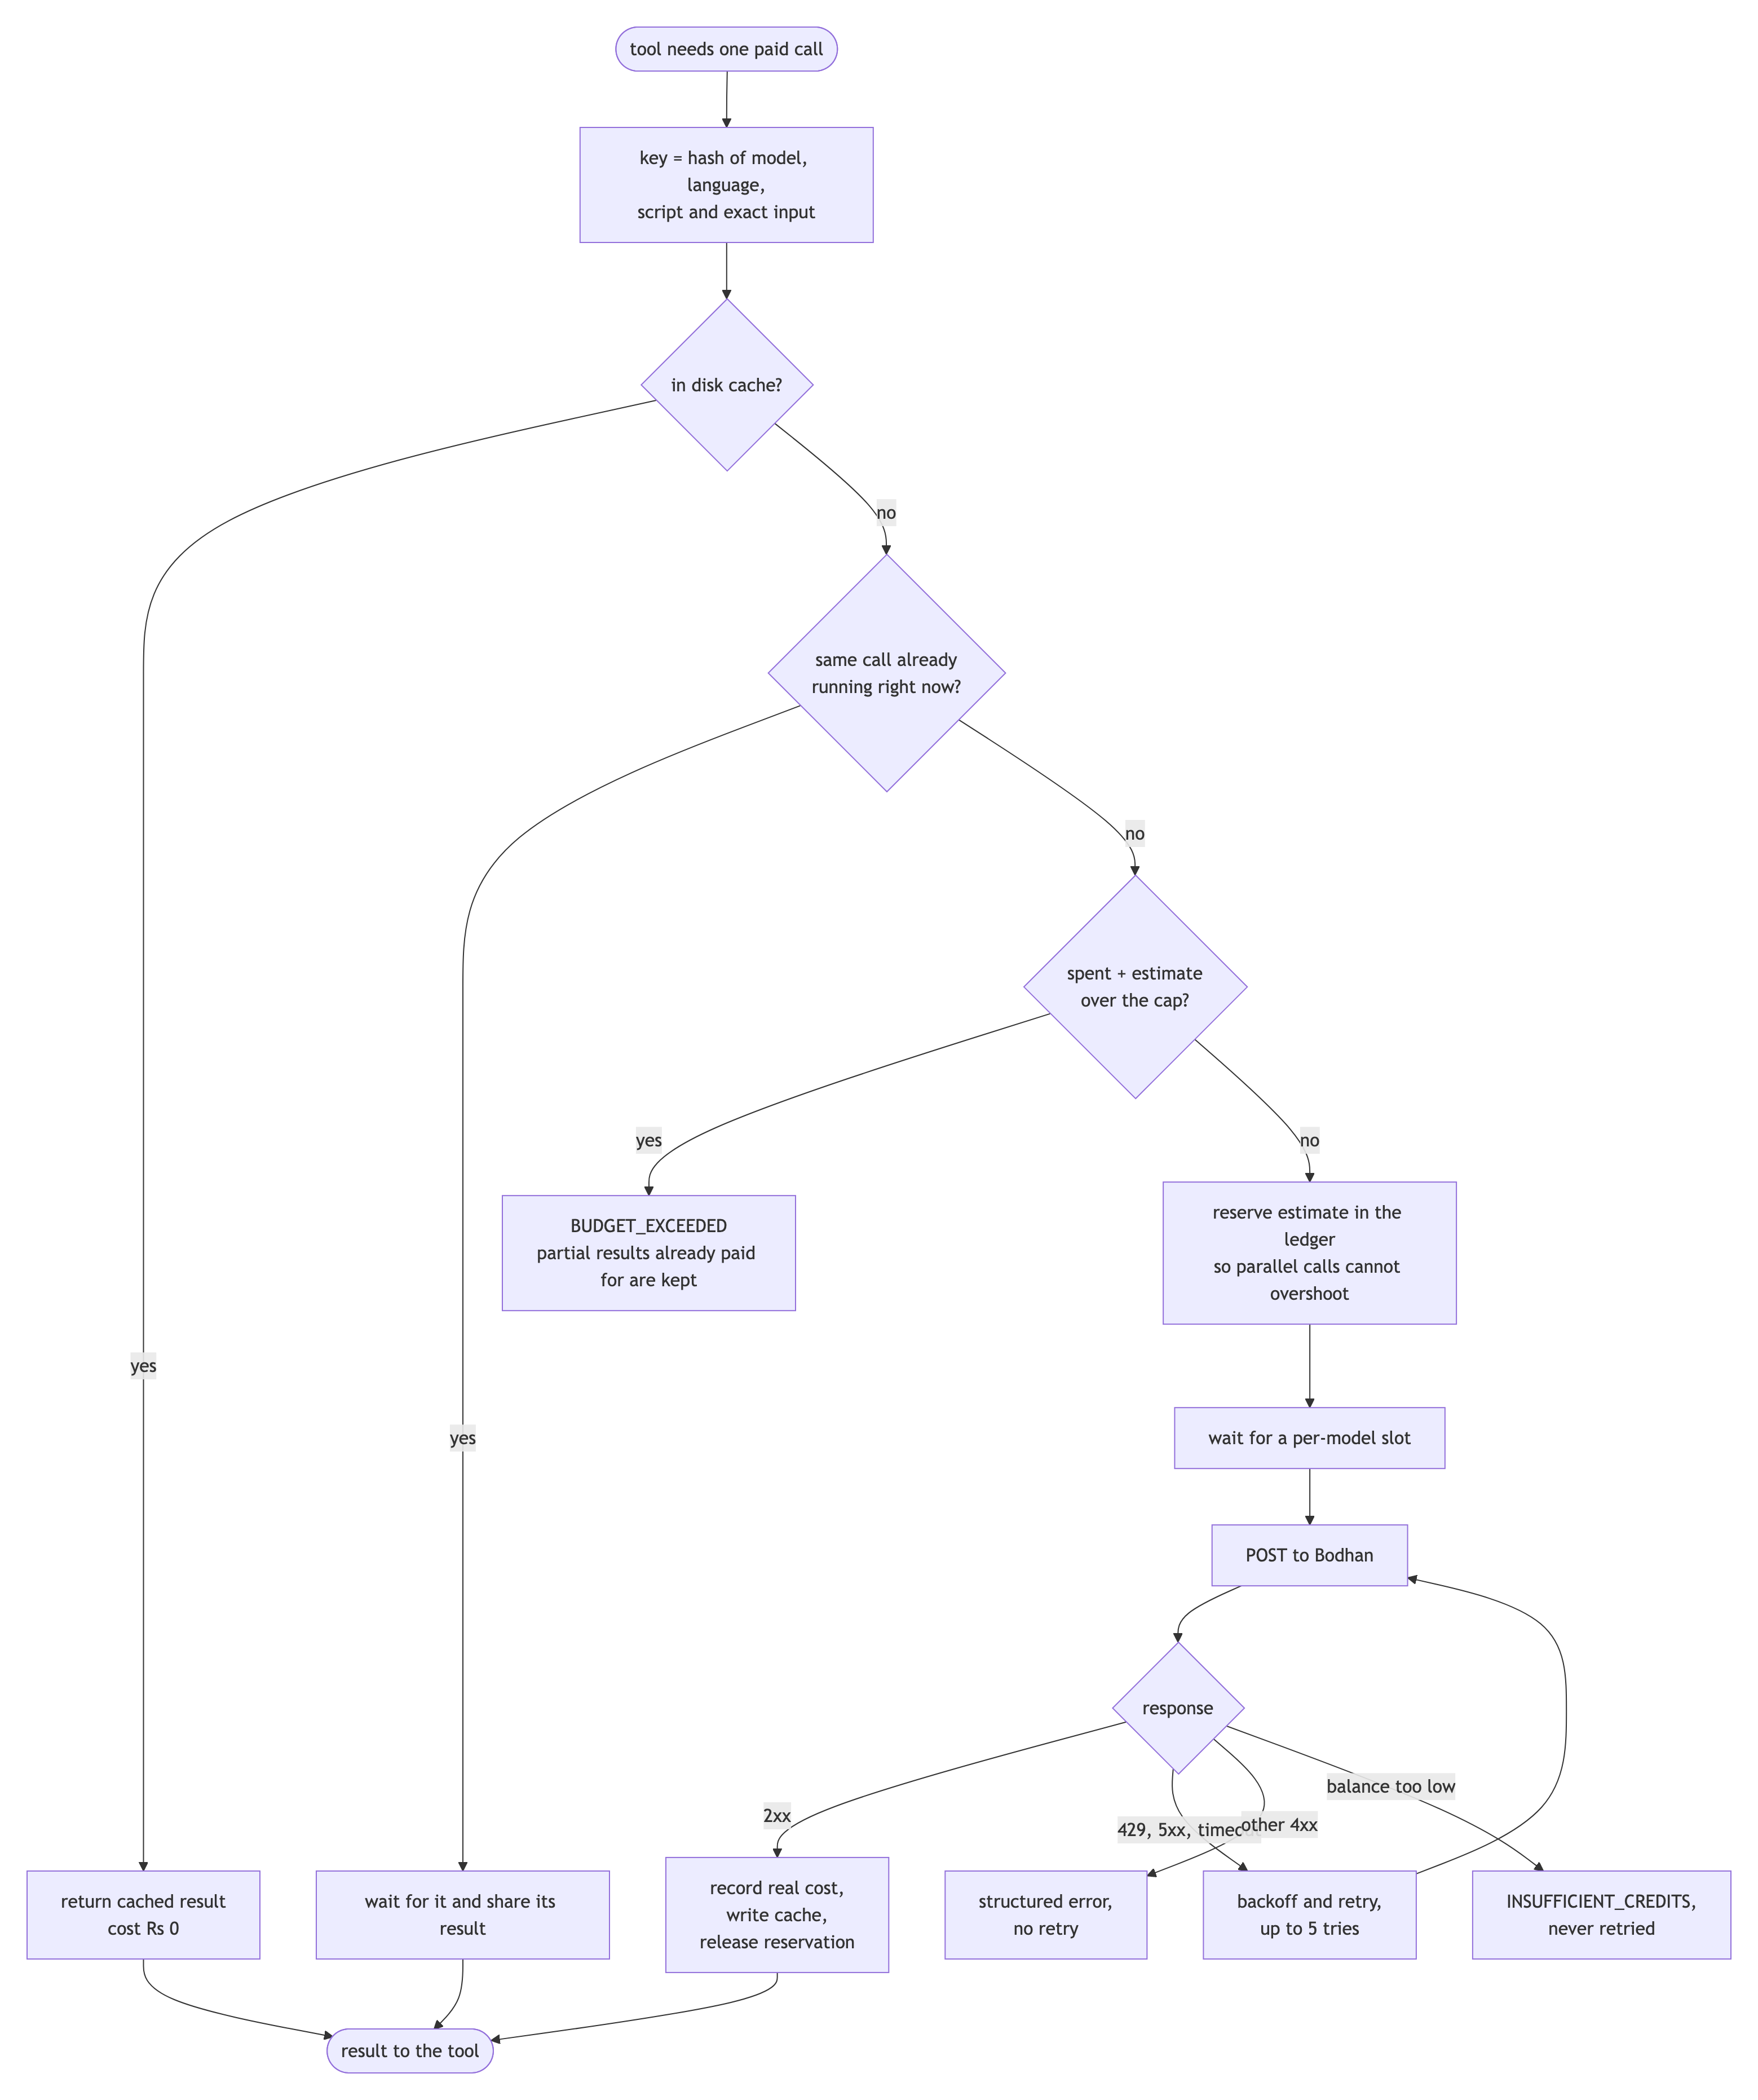 tool needs one paid call
key = hash of model,
language,
script and exact input
in disk cache?
no
same call already
running right now?
no
spent + estimate
over the cap?
yes
no
BUDGET_EXCEEDED
partial results already paid
for are kept
reserve estimate in the
ledger
so parallel calls cannot
overshoot
yes
yes
wait for a per-model slot
POST to Bodhan
response
balance too low
2xx
429, 5xx, timeout
other 4xx
return cached result
cost Rs 0
wait for it and share its
result
record real cost,
write cache,
release reservation
structured error,
no retry
backoff and retry,
up to 5 tries
INSUFFICIENT_CREDITS,
never retried
result to the tool